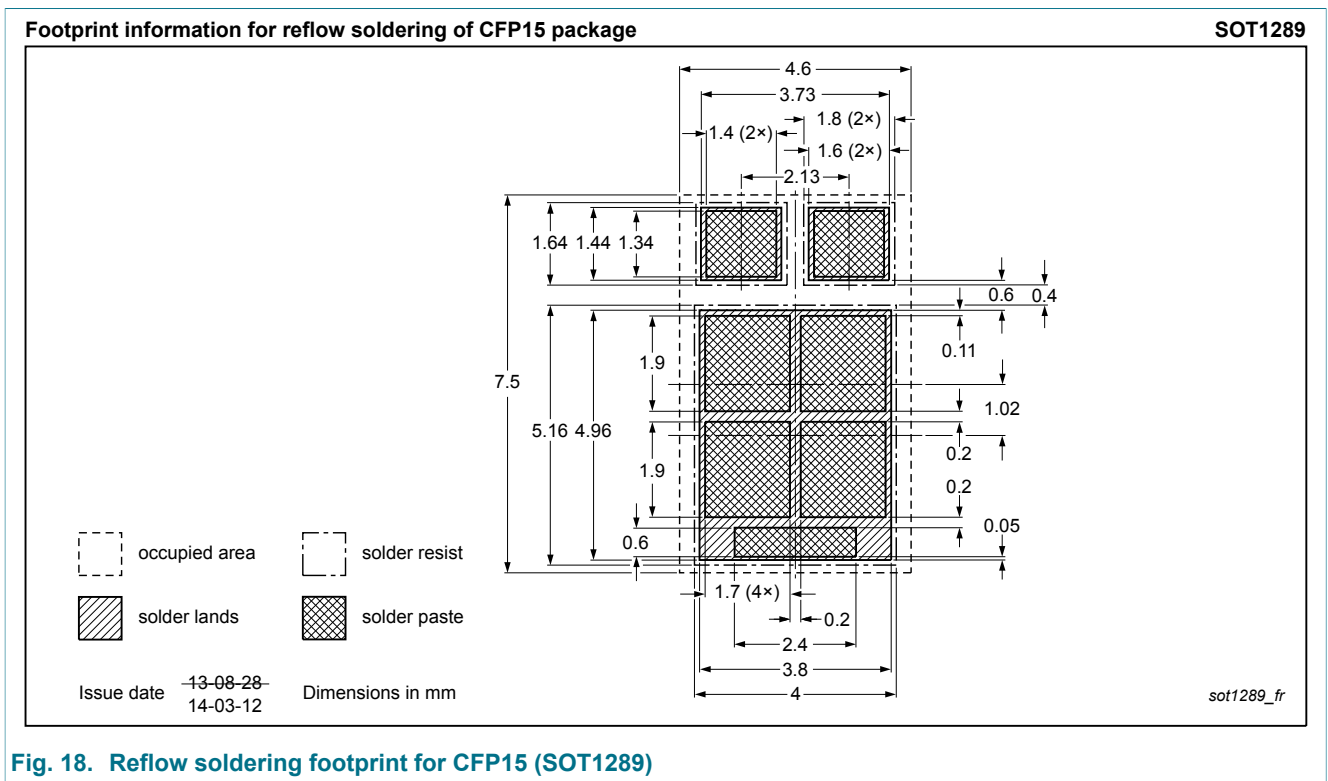 Footprint information for reflow soldering of CFP15 package SOT1289
4.6
3.73
1.4 (2×) 1.8 (2×)
1.6 (2×)
2.13
1.64 1.44 1.34
0.6 0.4
0.11
1.9
7.5
1.02
5.16 4.96
0.2
1.9
0.2
0.05
0.6
occupied area solder resist
1.7 (4×)
solder lands solder paste
0.2
2.4
3.8
Issue date 13-08-28 Dimensions in mm
14-03-12
4
sot1289_fr
Fig. 18. Reflow soldering footprint for CFP15 (SOT1289)